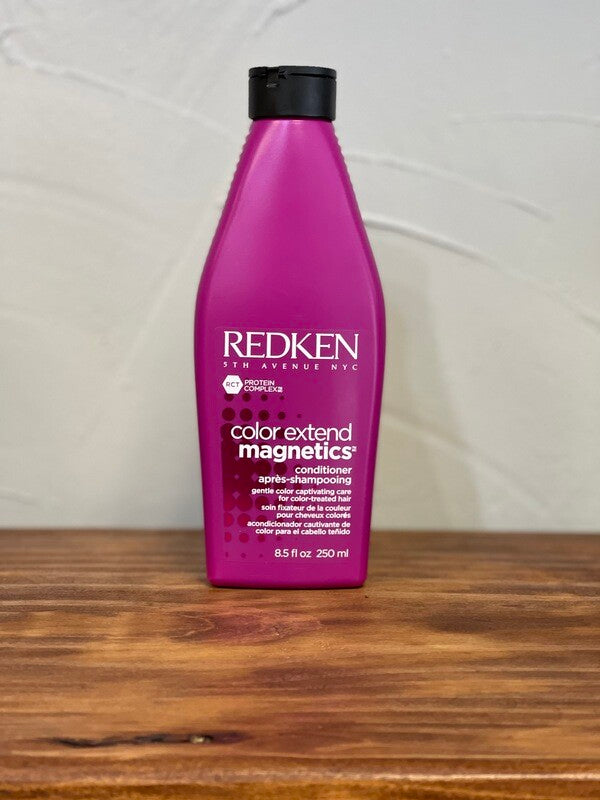 REDKEN
5TH AVENUE NYC
RCT PROTEIN
COMPLEX
color extend
magnetics
conditioner
après-shampooing
gentle color captivating care
for color-treated hair
soin fixateur de la couleur
pour cheveux colorés
acondicionador cautivante de
color para el cabello teñido
8.5 fl oz 250 ml